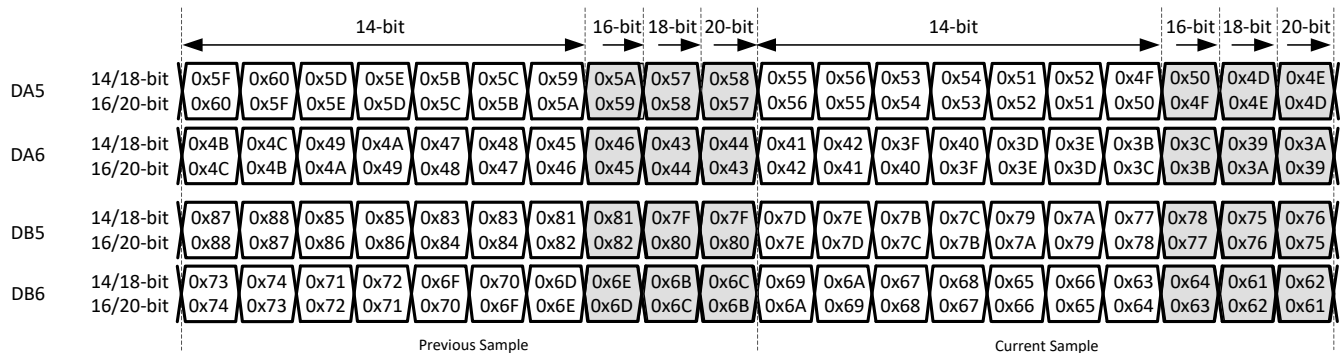 14-bit 16-bit 18-bit 20-bit 14-bit 16-bit 18-bit 20-bit
DA5
14/18-bit 0x5F 0x60 0x5D 0x5E 0x5B 0x5C 0x59 0x5A 0x57 0x58 0x55 0x56 0x53 0x54 0x51 0x52 0x4F 0x50 0x4D 0x4E
16/20-bit 0x60 0x5F 0x5E 0x5D 0x5C 0x5B 0x5A 0x59 0x58 0x57 0x56 0x55 0x54 0x53 0x52 0x51 0x50 0x4F 0x4E 0x4D
DA6
14/18-bit 0x4B 0x4C 0x49 0x4A 0x47 0x48 0x45 0x46 0x43 0x44 0x41 0x42 0x3F 0x40 0x3D 0x3E 0x3B 0x3C 0x39 0x3A
16/20-bit 0x4C 0x4B 0x4A 0x49 0x48 0x47 0x46 0x45 0x44 0x43 0x42 0x41 0x40 0x3F 0x3E 0x3D 0x3C 0x3B 0x3A 0x39
DB5
14/18-bit 0x87 0x88 0x85 0x85 0x83 0x83 0x81 0x81 0x7F 0x7F 0x7D 0x7E 0x7B 0x7C 0x79 0x7A 0x77 0x78 0x75 0x76
16/20-bit 0x88 0x87 0x86 0x86 0x84 0x84 0x82 0x82 0x80 0x80 0x7E 0x7D 0x7C 0x7B 0x7A 0x79 0x78 0x77 0x76 0x75
DB6
14/18-bit 0x73 0x74 0x71 0x72 0x6F 0x70 0x6D 0x6E 0x6B 0x6C 0x69 0x6A 0x67 0x68 0x65 0x66 0x63 0x64 0x61 0x62
16/20-bit 0x74 0x73 0x72 0x71 0x70 0x6F 0x6E 0x6D 0x6C 0x6B 0x6A 0x69 0x68 0x67 0x66 0x65 0x64 0x63 0x62 0x61
Previous Sample Current Sample